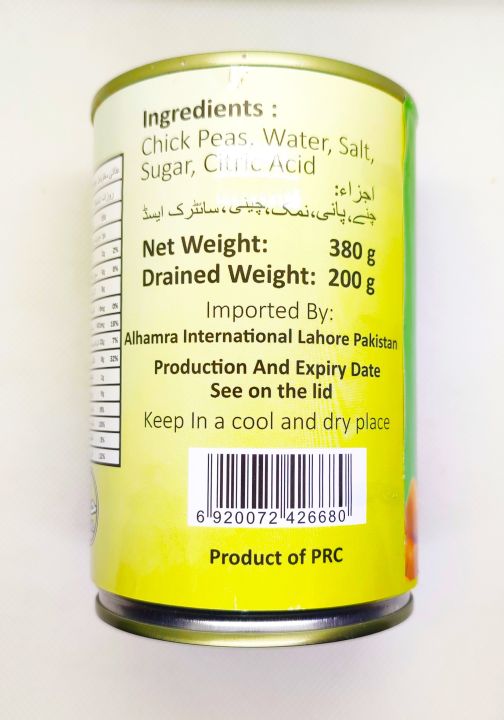 Ingredients :
Chick Peas. Water, Salt,
Sugar, Citric Acid
اجزاء:
چنے،پانی،نمک،چینی،سائٹرک ایسڈ
Net Weight: 380 g
Drained Weight: 200 g
Imported By:
Alhamra International Lahore Pakistan
Production And Expiry Date
See on the lid
Keep In a cool and dry place
6 920072 426680
Product of PRC